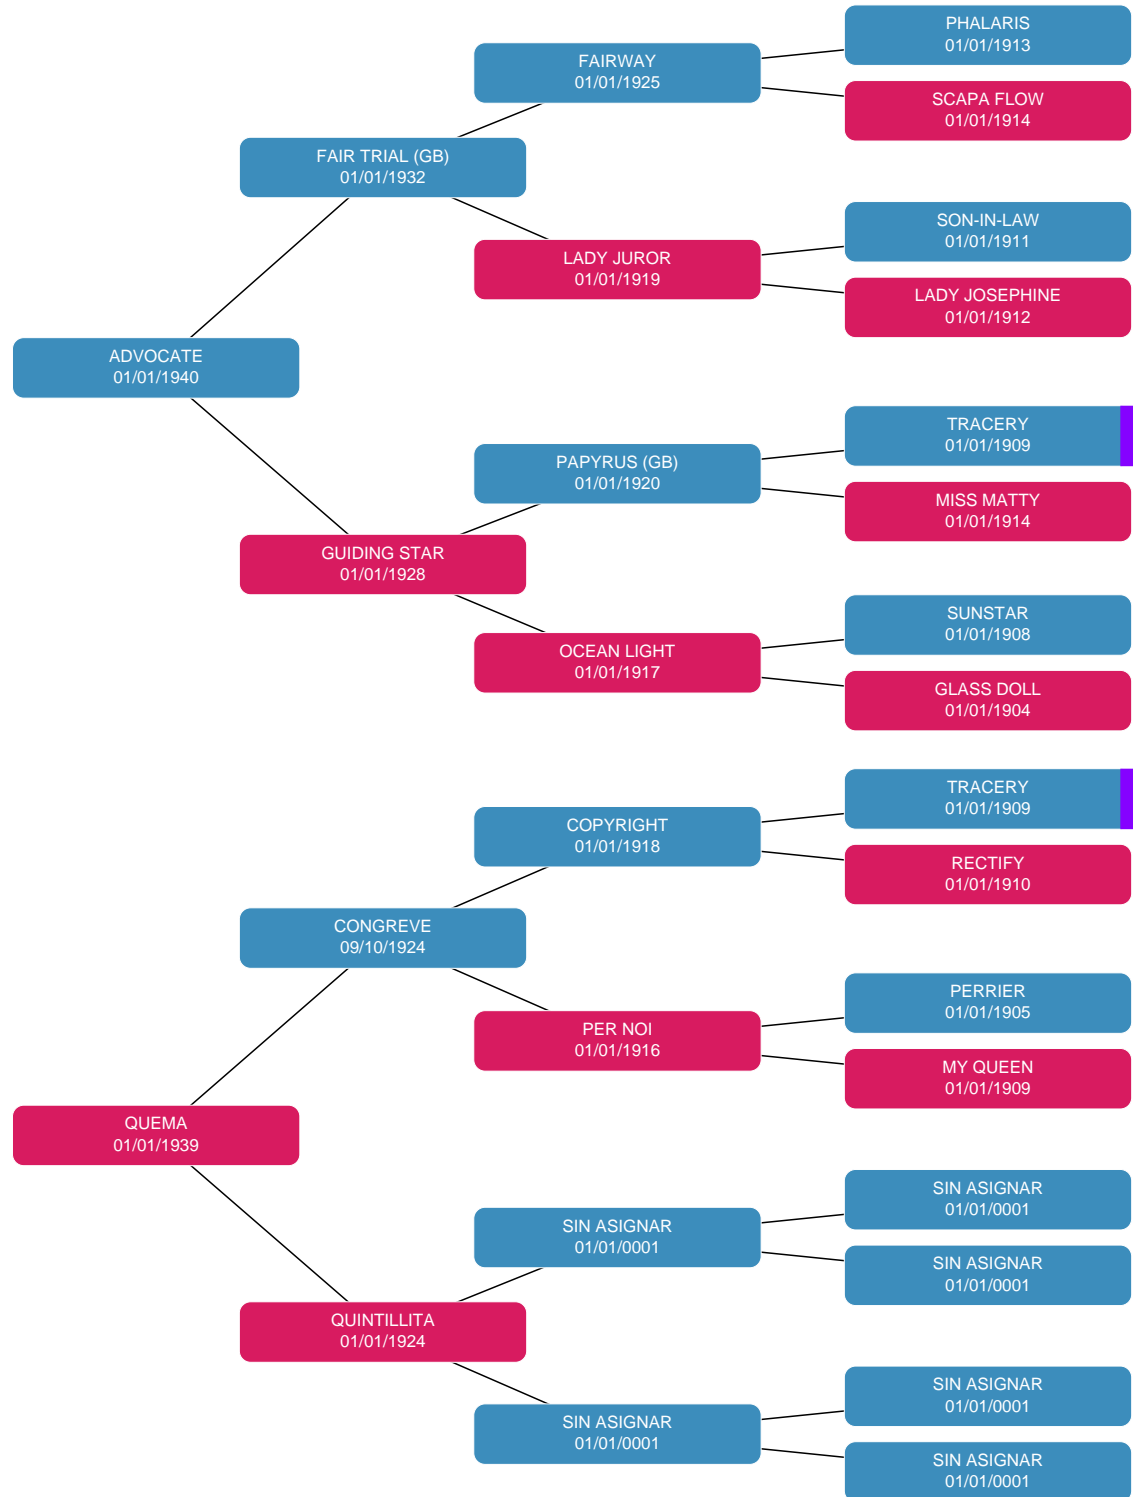 PHALARIS
01/01/1913
FAIRWAY
01/01/1925
SCAPA FLOW
01/01/1914
FAIR TRIAL (GB)
01/01/1932
SON-IN-LAW
01/01/1911
LADY JUROR
01/01/1919
LADY JOSEPHINE
01/01/1912
ADVOCATE
01/01/1940
TRACERY
01/01/1909
PAPYRUS (GB)
01/01/1920
MISS MATTY
01/01/1914
GUIDING STAR
01/01/1928
SUNSTAR
01/01/1908
OCEAN LIGHT
01/01/1917
GLASS DOLL
01/01/1904
TRACERY
01/01/1909
COPYRIGHT
01/01/1918
RECTIFY
01/01/1910
CONGREVE
09/10/1924
PERRIER
01/01/1905
PER NOI
01/01/1916
MY QUEEN
01/01/1909
QUEMA
01/01/1939
SIN ASIGNAR
01/01/0001
SIN ASIGNAR
01/01/0001
SIN ASIGNAR
01/01/0001
QUINTILLITA
01/01/1924
SIN ASIGNAR
01/01/0001
SIN ASIGNAR
01/01/0001
SIN ASIGNAR
01/01/0001